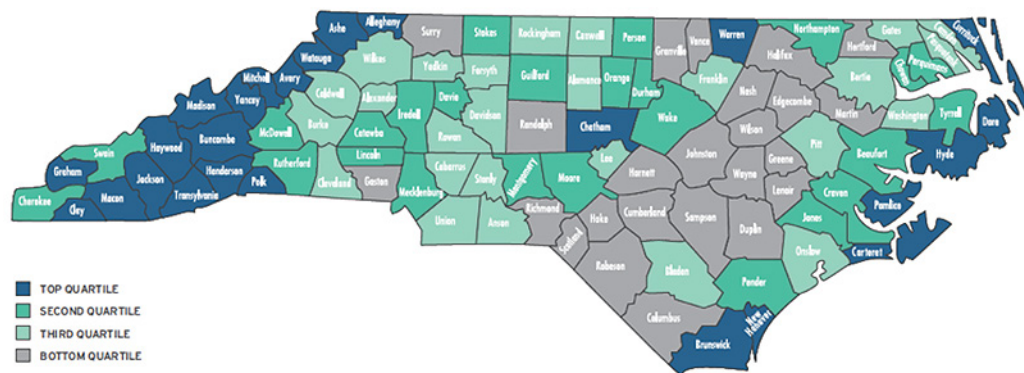 Ashe
Alleghany
Surry
Stokes
Rockingham
Caswell
Person
Granville
Vance
Warren
Northampton
Gates
Camden
Currituck
Pasquotank
Perquimans
Chowan
Hertford
Halifax
Watauga
Wilkes
Yadkin
Forsyth
Guilford
Alamance
Orange
Durham
Franklin
Bertie
Mitchell
Avery
Caldwell
Alexander
Davie
Iredell
Davidson
Nash
Edgecombe
Martin
Washington
Tyrrell
Dare
Madison
Yancey
Burke
McDowell
Catawba
Rowan
Randolph
Chatham
Wake
Wilson
Pitt
Beaufort
Hyde
Swain
Haywood
Buncombe
Rutherford
Lincoln
Cabarrus
Stanly
Montgomery
Moore
Lee
Harnett
Johnston
Wayne
Greene
Lenoir
Craven
Pamlico
Graham
Jackson
Henderson
Polk
Cleveland
Gaston
Mecklenburg
Cherokee
Clay
Macon
Transylvania
Union
Anson
Richmond
Scotland
Hoke
Cumberland
Sampson
Duplin
Jones
Onslow
Carteret
Robeson
Bladen
Pender
Columbus
Brunswick
New
Hanover
TOP QUARTILE
SECOND QUARTILE
THIRD QUARTILE
BOTTOM QUARTILE